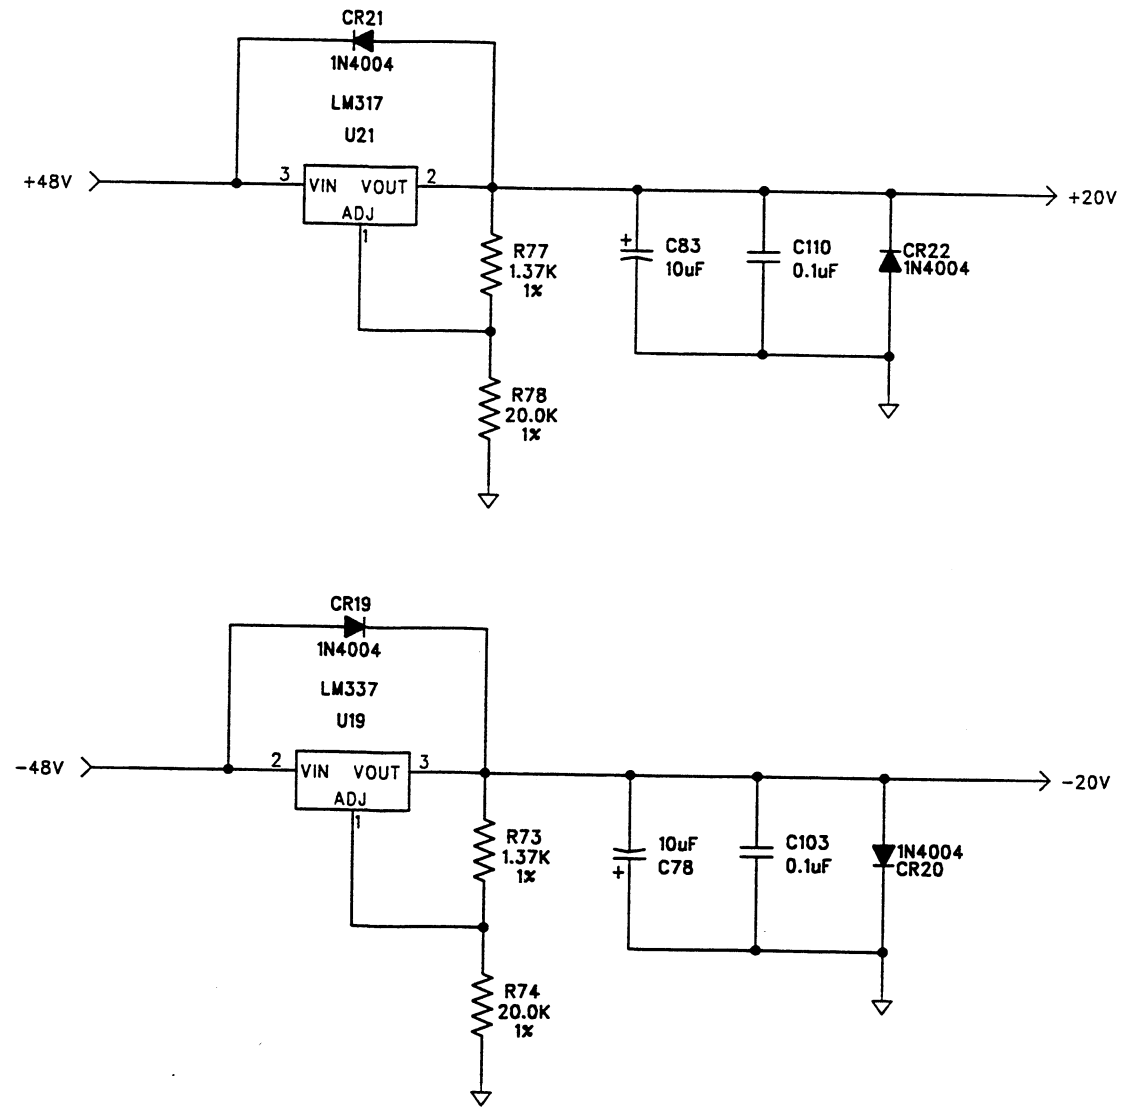 CR21
1N4004
LM317
U21
+48V
3
VIN VOUT
ADJ
2
1
+20V
R77
1.37K
1%
+
C83
10uF
C110
0.1uF
CR22
1N4004
R78
20.0K
1%
CR19
1N4004
LM337
U19
-48V
2
VIN VOUT
ADJ
3
1
-20V
R73
1.37K
1%
10uF
C78
+
C103
0.1uF
1N4004
CR20
R74
20.0K
1%